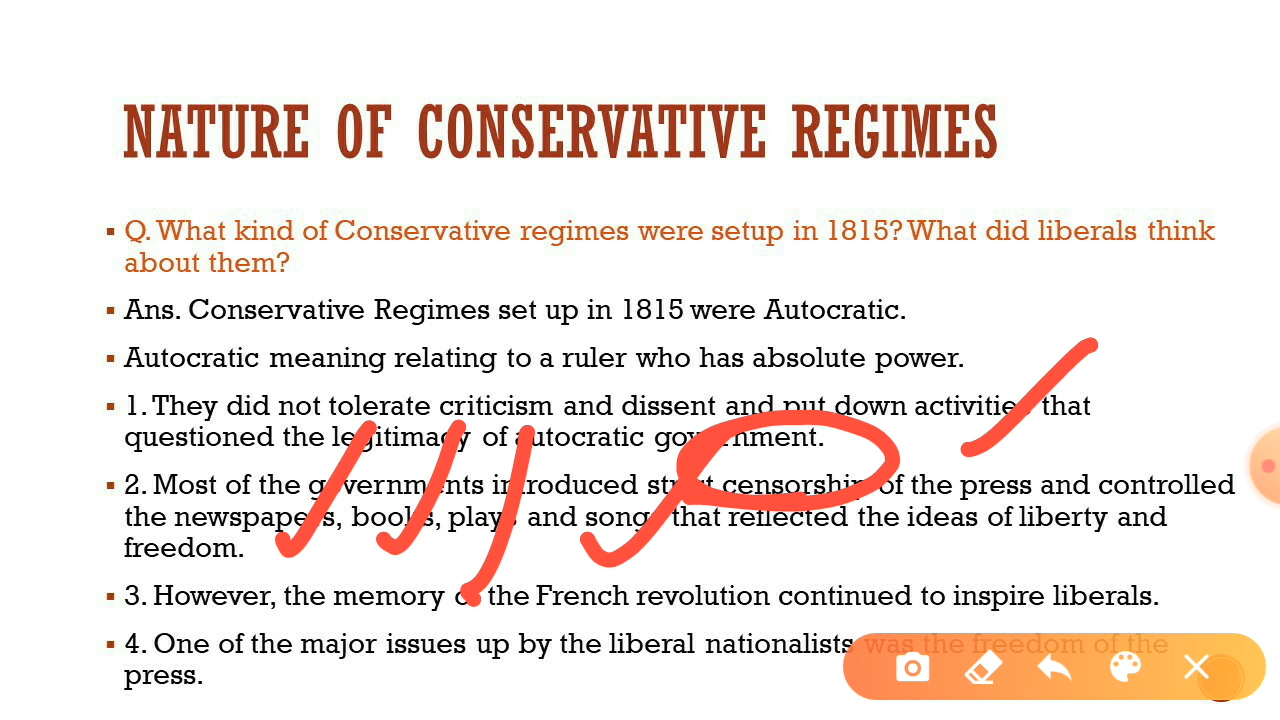 NATURE OF CONSERVATIVE REGIMES
▪ Q. What kind of Conservative regimes were setup in 1815? What did liberals think
about them?
▪ Ans. Conservative Regimes set up in 1815 were Autocratic.
▪ Autocratic meaning relating to a ruler who has absolute power.
▪ 1. They did not tolerate criticism and dissent and put down activities that
questioned the legitimacy of autocratic government.
▪ 2. Most of the governments introduced strict censorship of the press and controlled
the newspapers, books, plays and songs that reflected the ideas of liberty and
freedom.
▪ 3. However, the memory of the French revolution continued to inspire liberals.
▪ 4. One of the major issues up by the liberal nationalists was the freedom of the
press.